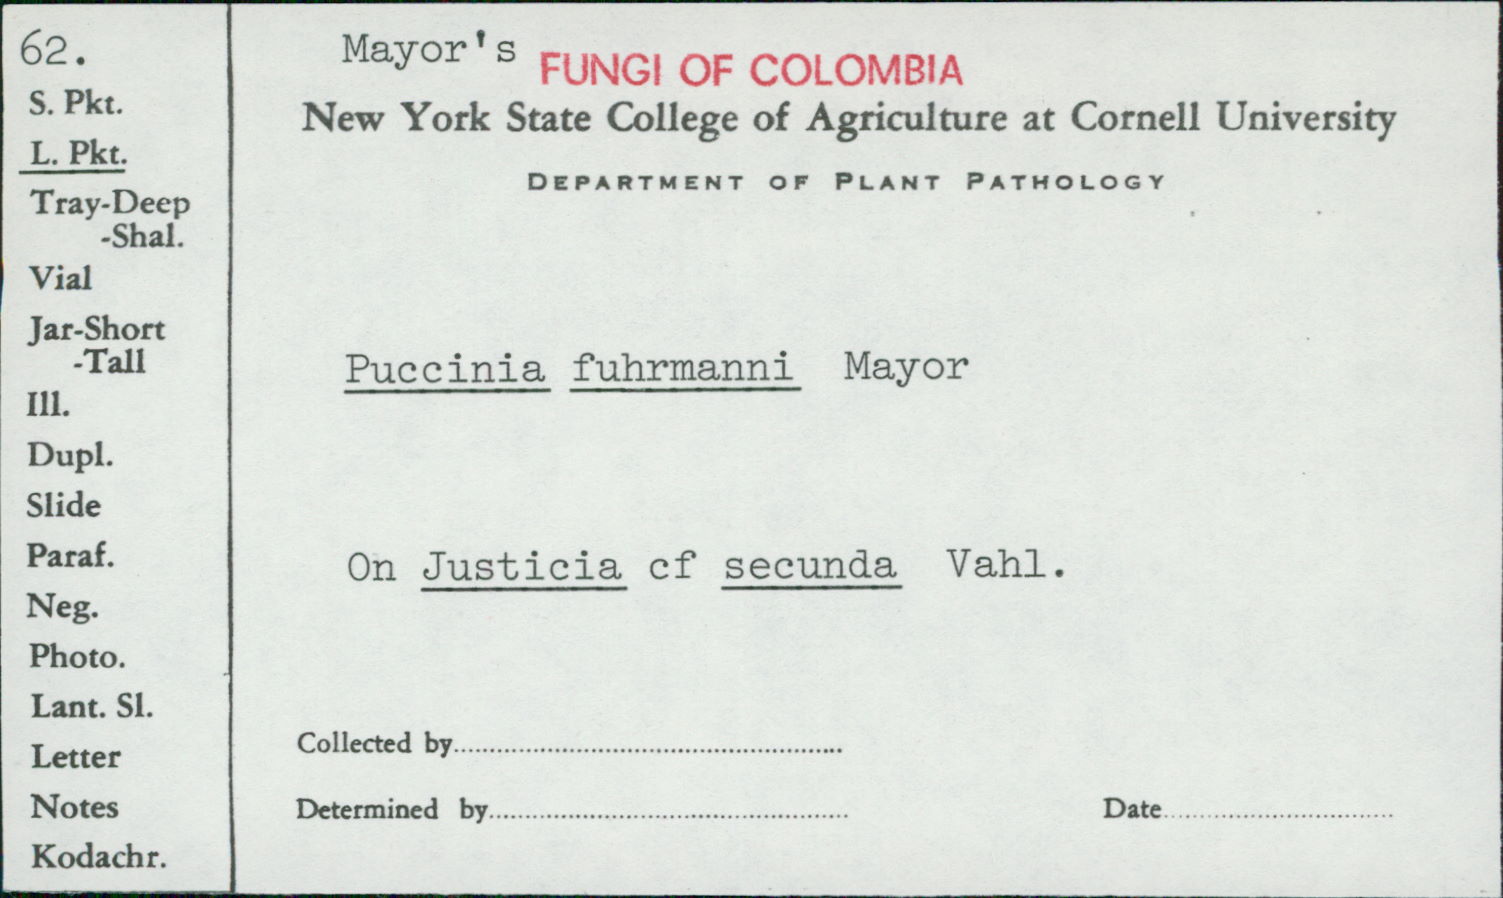 62.
S. Pkt.
L. Pkt.
Tray-Deep
-Shal.
Vial
Jar-Short
-Tall
Ill.
Dupl.
Slide
Paraf.
Neg.
Photo.
Lant. Sl.
Letter
Notes
Kodachr.
Mayor's FUNGI OF COLOMBIA
New York State College of Agriculture at Cornell University
DEPARTMENT OF PLANT PATHOLOGY
Puccinia fuhrmanni Mayor
On Justicia cf secunda Vahl.
Collected by
Determined by Date